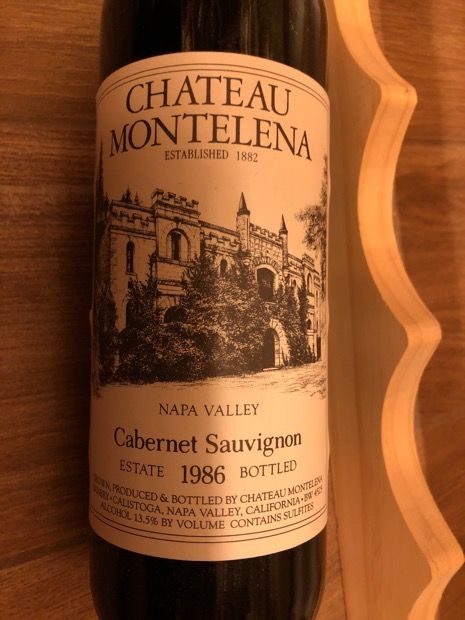 CHATEAU
MONTELENA
ESTABLISHED 1882
NAPA VALLEY
Cabernet Sauvignon
ESTATE 1986 BOTTLED
GROWN, PRODUCED & BOTTLED BY CHATEAU MONTELENA
WINERY • CALISTOGA, NAPA VALLEY, CALIFORNIA • BW 4525
ALCOHOL 13.5% BY VOLUME CONTAINS SULFITES